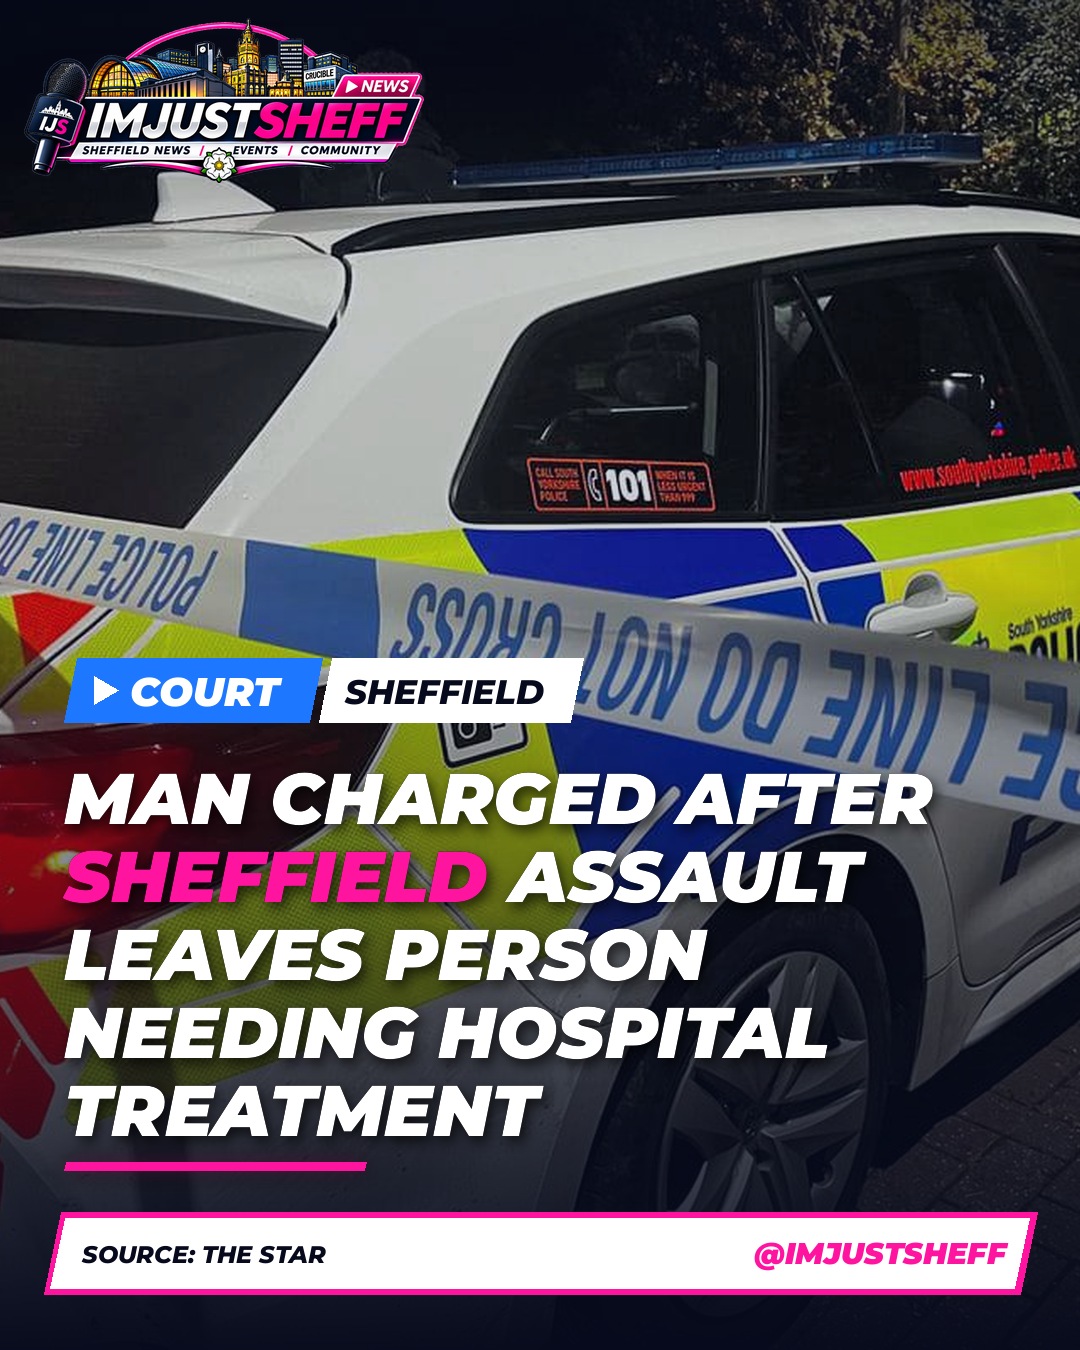 CRUCIBLE
NEWS
IJS
IMJUSTSHEFF
SHEFFIELD NEWS / EVENTS / COMMUNITY
CALL SOUTH YORKSHIRE POLICE
101
WHEN IT IS LESS URGENT THAN 999
www.southyorkshire.police.uk
South Yorkshire
POLICE LINE DO NOT CROSS
LINE DO
COURT
SHEFFIELD
MAN CHARGED AFTER
SHEFFIELD ASSAULT
LEAVES PERSON
NEEDING HOSPITAL
TREATMENT
SOURCE: THE STAR
@IMJUSTSHEFF